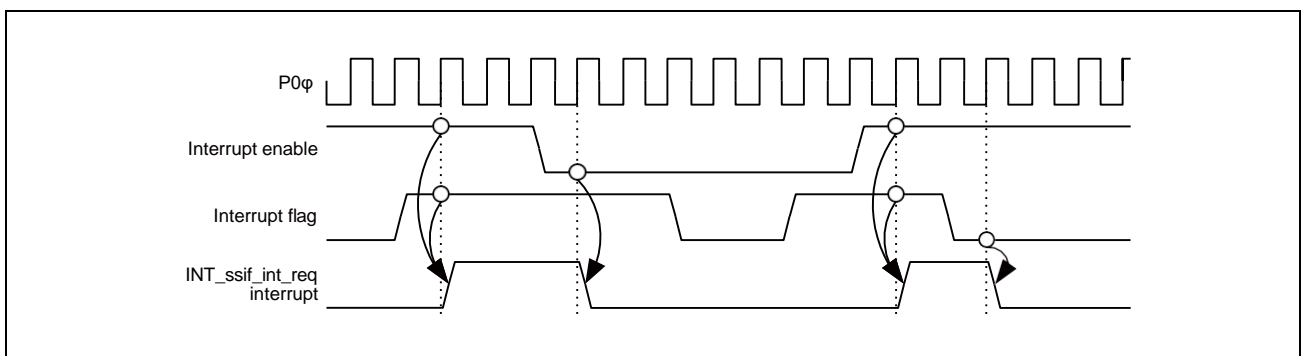 P0φ
Interrupt enable
Interrupt flag
INT_ssif_int_req
interrupt